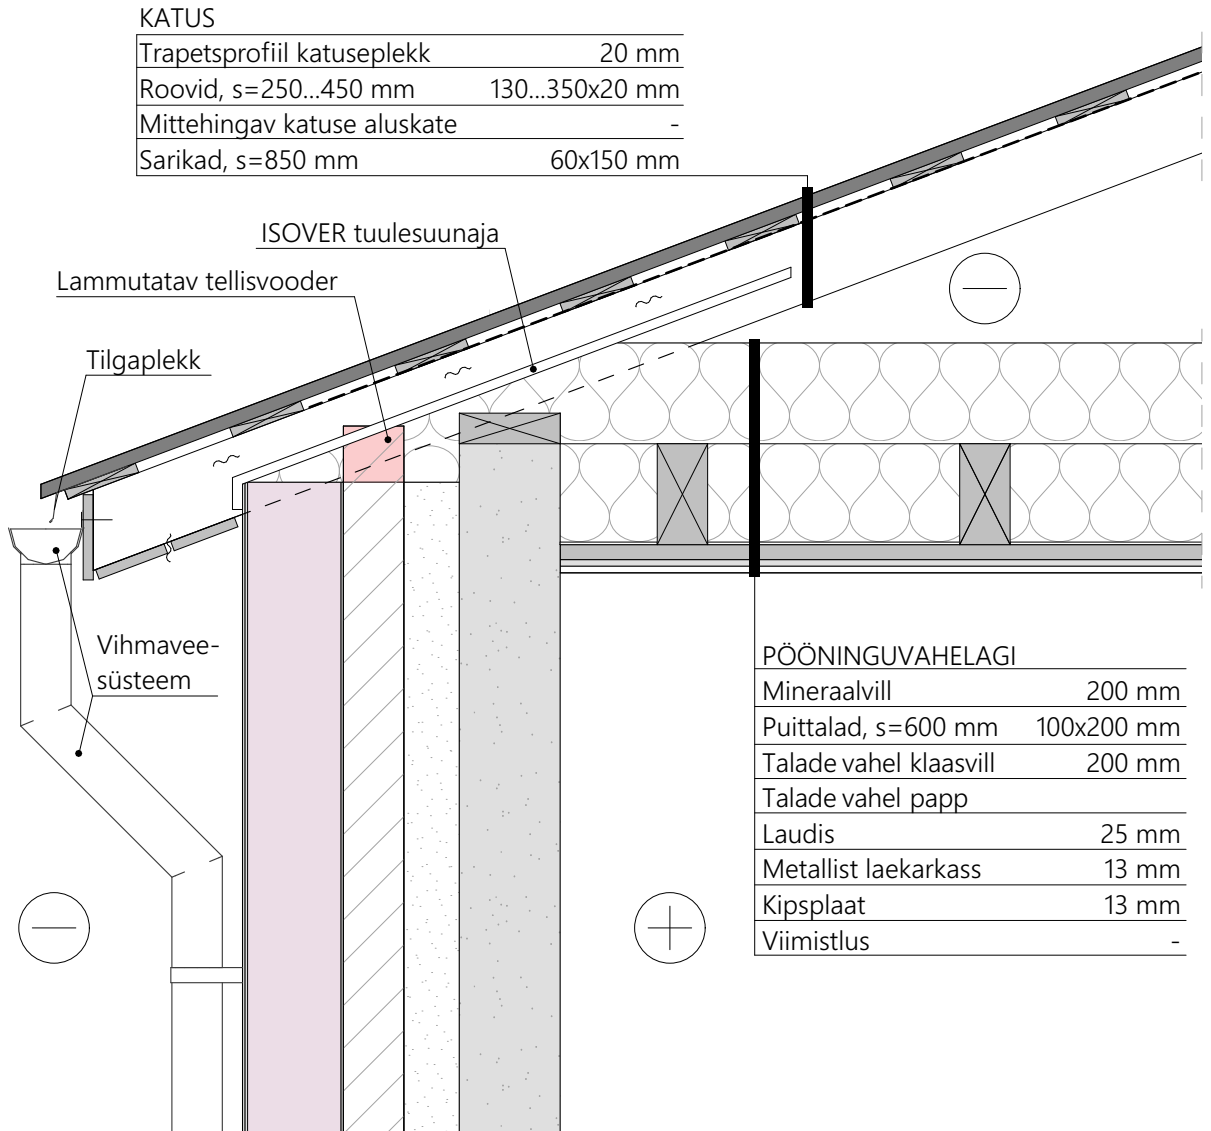 KATUS
Trapetsprofiil katuseplekk 20 mm
Roovid, s=250...450 mm 130...350x20 mm
Mittehingav katuse aluskate -
Sarikad, s=850 mm 60x150 mm
ISOVER tuulesuunaja
Lammutatav tellisvooder
Tilgaplekk
Vihmavee-
süsteem
PÖÖNINGUVAHELAGI
Mineraalvill 200 mm
Puittalad, s=600 mm 100x200 mm
Talade vahel klaasvill 200 mm
Talade vahel papp
Laudis 25 mm
Metallist laekarkass 13 mm
Kipsplaat 13 mm
Viimistlus -